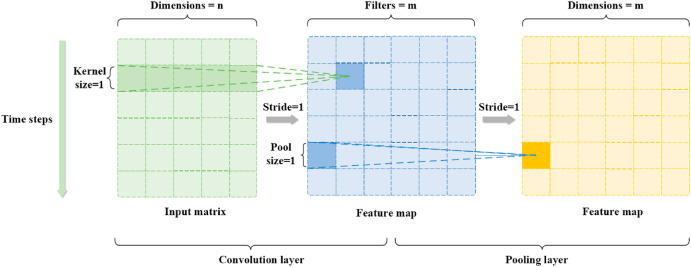 Dimensions = n
Filters = m
Dimensions = m
Kernel
size=1
Time steps
Stride=1
Stride=1
Pool
size=1
Input matrix
Feature map
Feature map
Convolution layer
Pooling layer